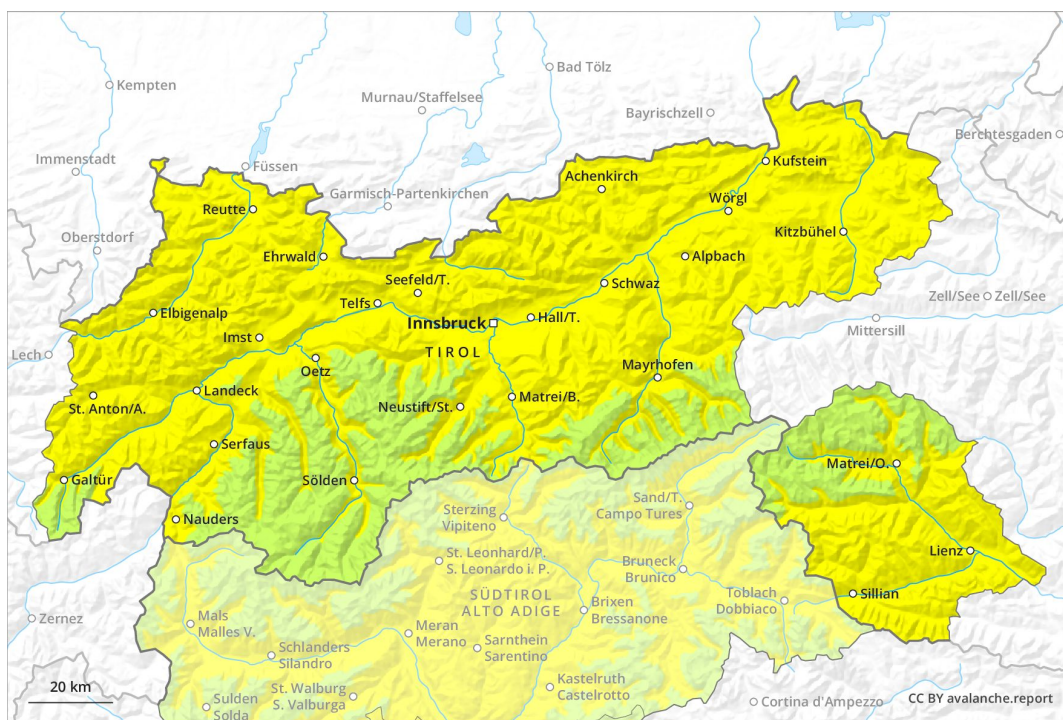 Kempten
Bad Tölz
Murnau/Staffelsee
Bayrischzell
Berchtesgaden
Immenstadt
Füssen
Kufstein
Achenkirch
Garmisch-Partenkirchen
Wörgl
Reutte
Kitzbühel
Oberstdorf
Ehrwald
Alpbach
Seefeld/T.
Schwaz
Zell/See
Zell/See
Telfs
Elbigenalp
Hall/T.
Innsbruck
Mittersill
Imst
TIROL
Lech
Oetz
Mayrhofen
Landeck
Matrei/B.
St. Anton/A.
Neustift/St.
Serfaus
Matrei/O.
Galtür
Sölden
Sand/T.
Campo Tures
Sterzing
Vipiteno
Nauders
St. Leonhard/P.
S. Leonardo i. P.
Lienz
Bruneck
Brunico
SÜDTIROL
ALTO ADIGE
Toblach
Dobbiaco
Sillian
Brixen
Bressanone
Zernez
Mals
Malles V.
Meran
Merano
Sarnthein
Sarentino
Schlanders
Silandro
Kastelruth
Castelrotto
20 km
St. Walburg
S. Valburga
Sulden
Solda
Cortina d'Ampezzo
CC BY avalanche.report